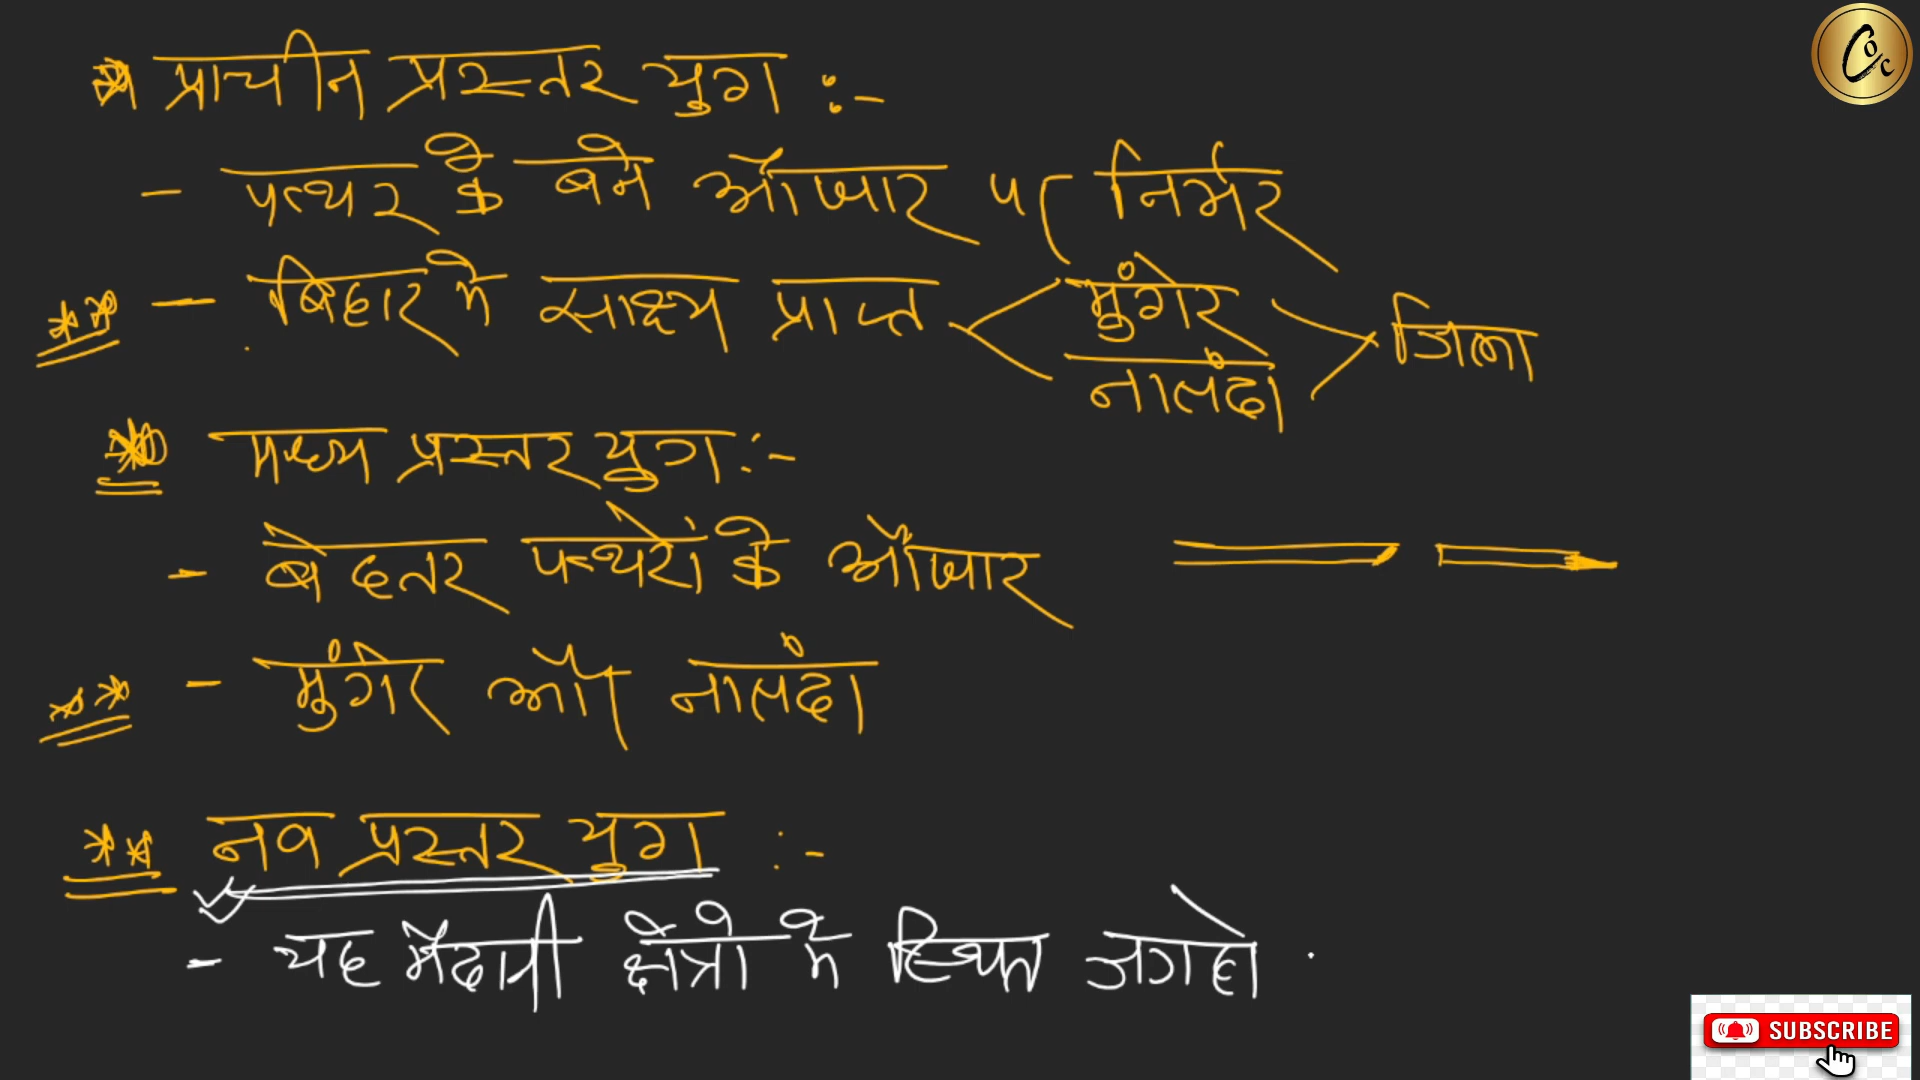 * प्राचीन प्रस्तर युग :-
- पत्थर के बने औजार पर निर्भर
** - बिहार में साक्ष्य प्राप्त < मुंगेर नालंदा > जिला
* मध्य प्रस्तर युग :-
- बेहतर पत्थरों के औजार
** - मुंगेर और नालंदा
** नव प्रस्तर युग :-
- यह मैदानी क्षेत्रों में स्थित जगहो
COC
SUBSCRIBE